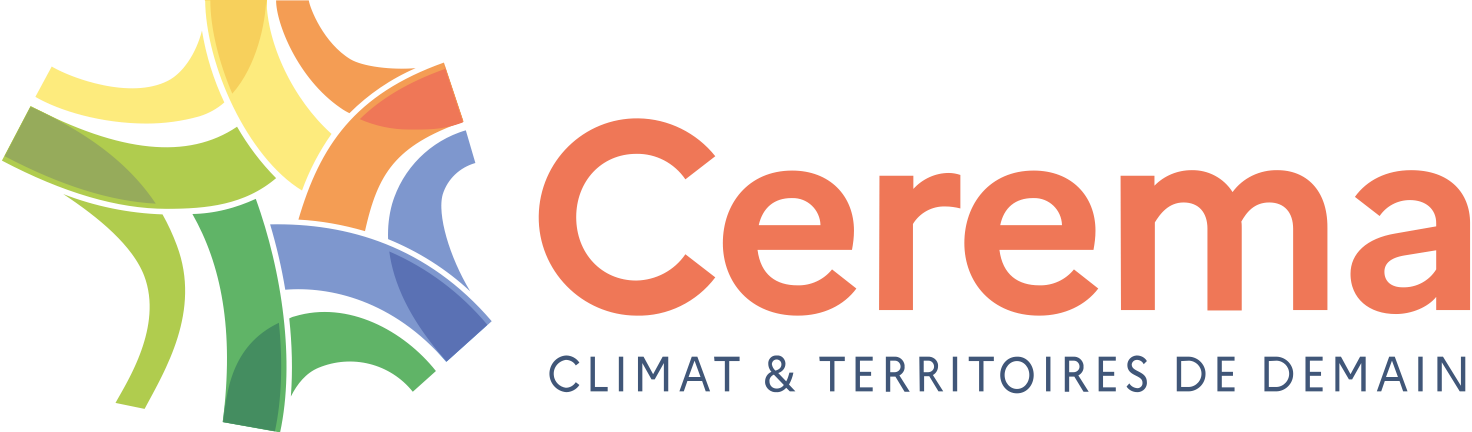 Cerema
CLIMAT & TERRITOIRES DE DEMAIN